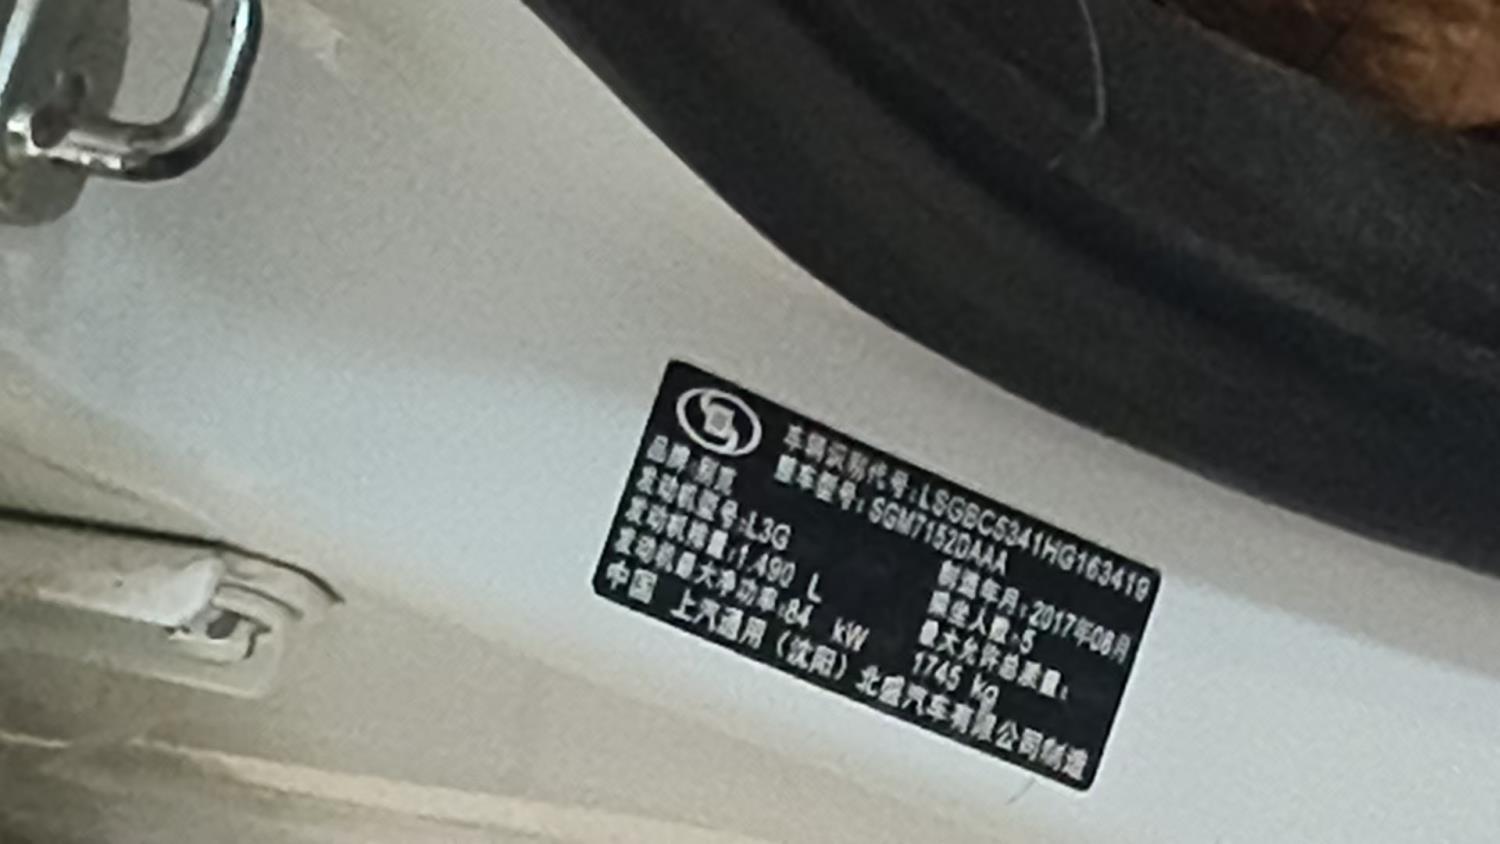 车辆识别代号:LSGBC5341HG163419
整车型号:SGM7152DAAA
品牌:别克
发动机型号:L3G
制造年月:2017年08月
发动机排量:1.490 L
乘坐人数:5
发动机最大净功率:84 kW
最大允许总质量:
1745 kg
中国 上汽通用（沈阳）北盛汽车有限公司制造